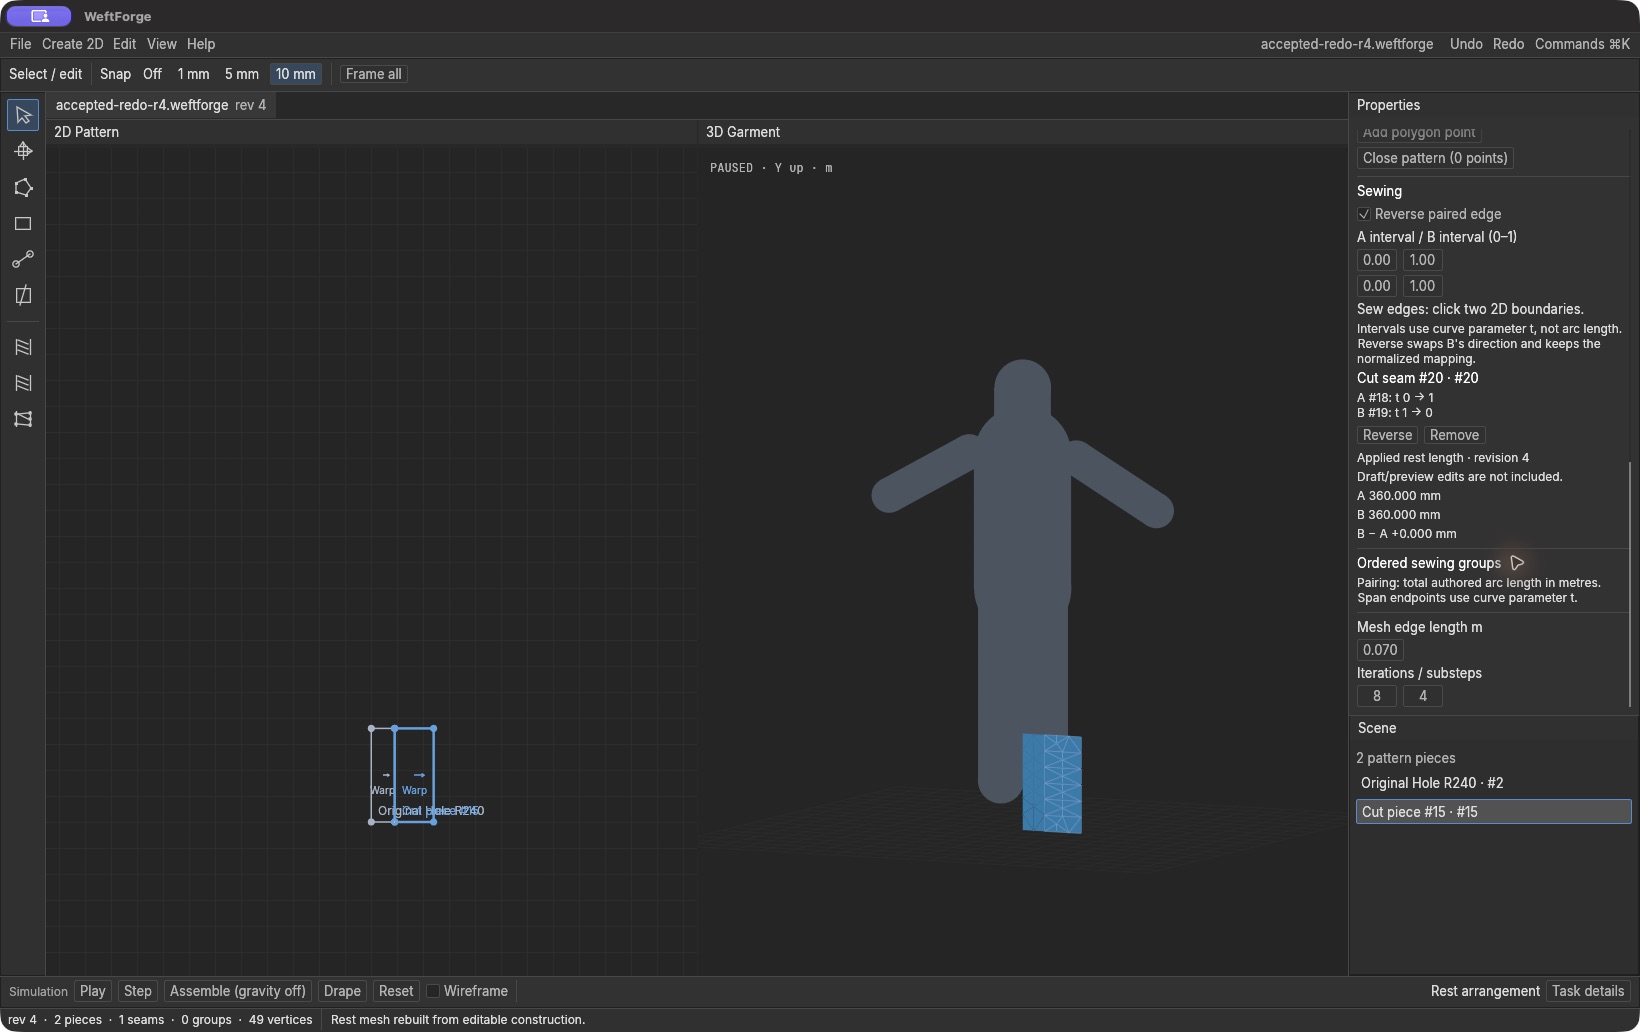 WeftForge
File Create 2D Edit View Help
accepted-redo-r4.weftforge Undo Redo Commands ⌘K
Select / edit Snap Off 1 mm 5 mm 10 mm Frame all
accepted-redo-r4.weftforge rev 4
2D Pattern
Warp Warp
Original Hole R240
3D Garment
PAUSED · Y up · m
Properties
Add polygon point
Close pattern (0 points)
Sewing
Reverse paired edge
A interval / B interval (0–1)
0.00 1.00
0.00 1.00
Sew edges: click two 2D boundaries.
Intervals use curve parameter t, not arc length.
Reverse swaps B's direction and keeps the
normalized mapping.
Cut seam #20 · #20
A #18: t 0 → 1
B #19: t 1 → 0
Reverse Remove
Applied rest length · revision 4
Draft/preview edits are not included.
A 360.000 mm
B 360.000 mm
B − A +0.000 mm
Ordered sewing groups
Pairing: total authored arc length in metres.
Span endpoints use curve parameter t.
Mesh edge length m
0.070
Iterations / substeps
8 4
Scene
2 pattern pieces
Original Hole R240 · #2
Cut piece #15 · #15
Simulation Play Step Assemble (gravity off) Drape Reset Wireframe
Rest arrangement Task details
rev 4 · 2 pieces · 1 seams · 0 groups · 49 vertices Rest mesh rebuilt from editable construction.